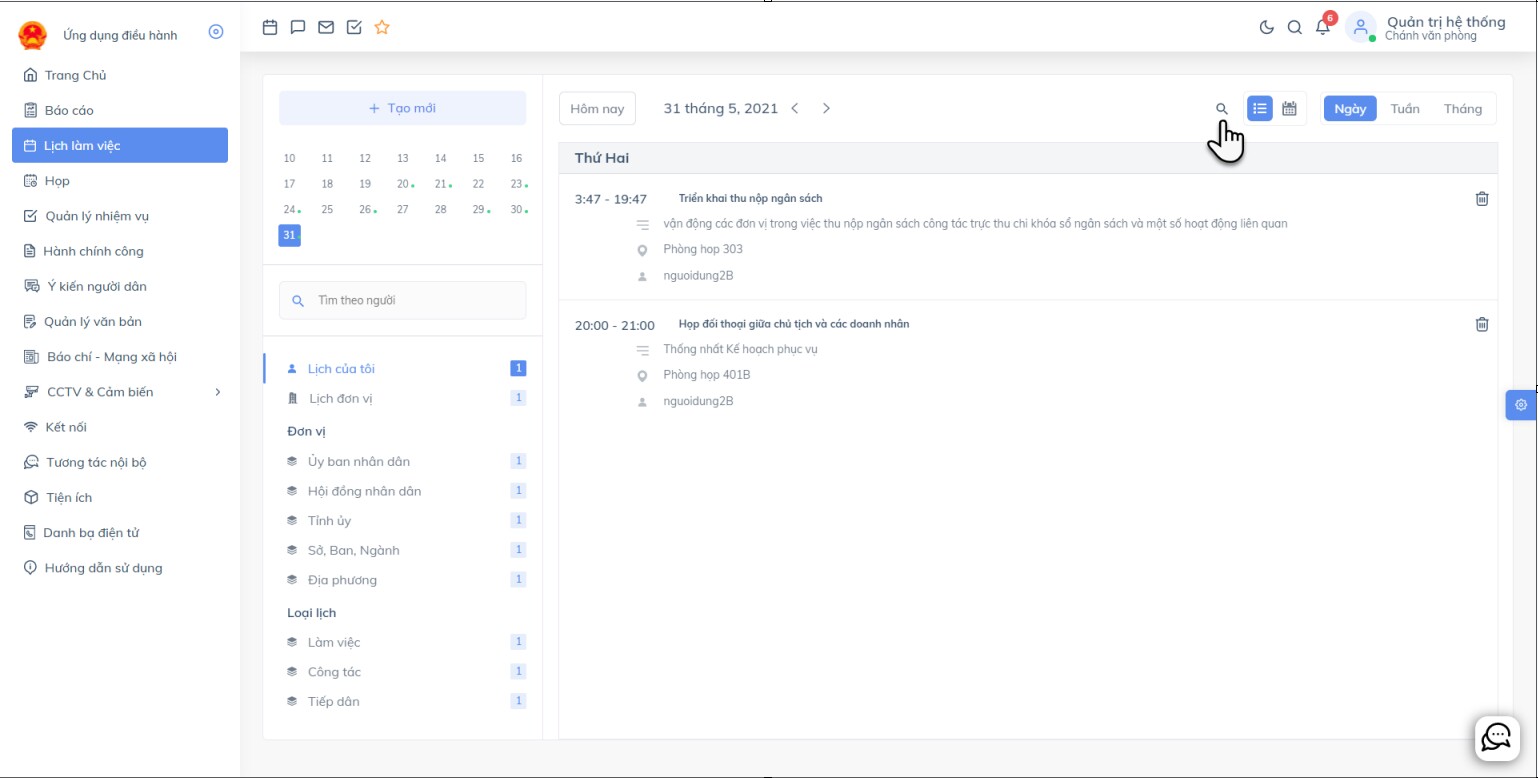 Ứng dụng điều hành
Trang Chủ
Báo cáo
Lịch làm việc
Họp
Quản lý nhiệm vụ
Hành chính công
Ý kiến người dân
Quản lý văn bản
Báo chí - Mạng xã hội
CCTV & Cảm biến
Kết nối
Tương tác nội bộ
Tiện ích
Danh bạ điện tử
Hướng dẫn sử dụng
6
Quản trị hệ thống
Chánh văn phòng
+ Tạo mới
10 11 12 13 14 15 16
17 18 19 20 21 22 23
24 25 26 27 28 29 30
31
Tìm theo người
Lịch của tôi 1
Lịch đơn vị 1
Đơn vị
Ủy ban nhân dân 1
Hội đồng nhân dân 1
Tỉnh ủy 1
Sở, Ban, Ngành 1
Địa phương 1
Loại lịch
Làm việc 1
Công tác 1
Tiếp dân 1
Hôm nay 31 tháng 5, 2021 Ngày Tuần Tháng
Thứ Hai
3:47 - 19:47 Triển khai thu nộp ngân sách
vận động các đơn vị trong việc thu nộp ngân sách công tác trực thu chi khóa sổ ngân sách và một số hoạt động liên quan
Phòng họp 303
nguoidung2B
20:00 - 21:00 Họp đối thoại giữa chủ tịch và các doanh nhân
Thống nhất Kế hoạch phục vụ
Phòng họp 401B
nguoidung2B